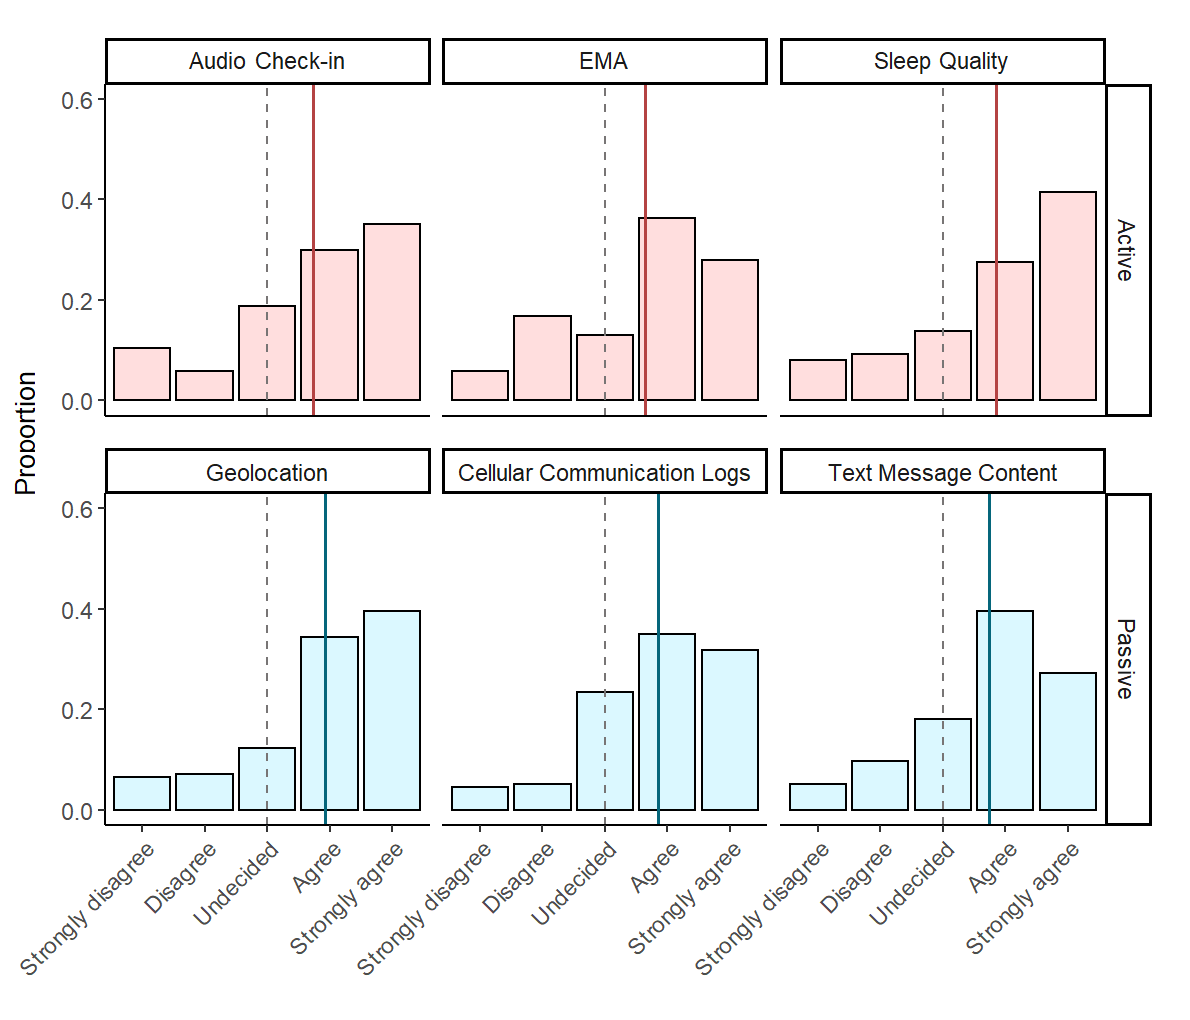 Audio Check-in
EMA
Sleep Quality
0.6
0.4
0.2
0.0
Active
Proportion
Geolocation
Cellular Communication Logs
Text Message Content
0.6
0.4
0.2
0.0
Passive
Strongly disagree
Disagree
Undecided
Agree
Strongly agree
Strongly disagree
Disagree
Undecided
Agree
Strongly agree
Strongly disagree
Disagree
Undecided
Agree
Strongly agree